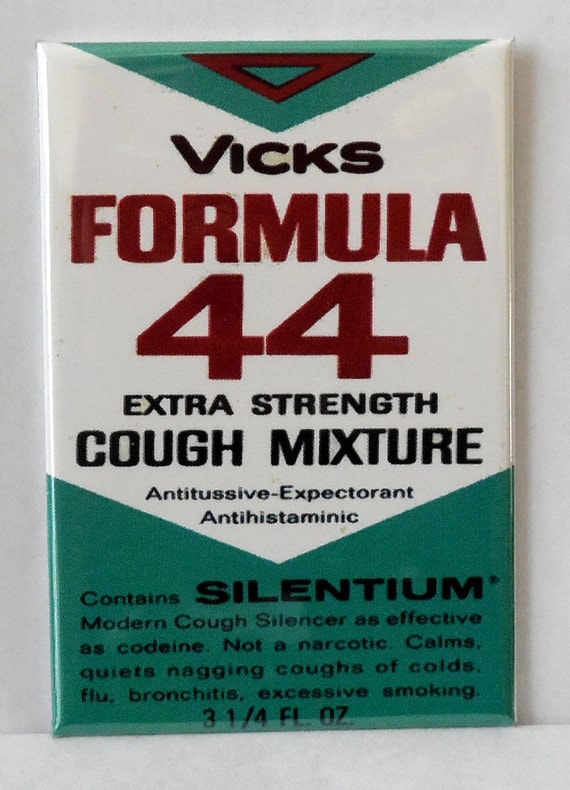 VICKS
FORMULA
44
EXTRA STRENGTH
COUGH MIXTURE
Antitussive-Expectorant
Antihistaminic
Contains SILENTIUM®
Modern Cough Silencer as effective
as codeine. Not a narcotic. Calms,
quiets nagging coughs of colds,
flu, bronchitis, excessive smoking.
3 1/4 FL. OZ.